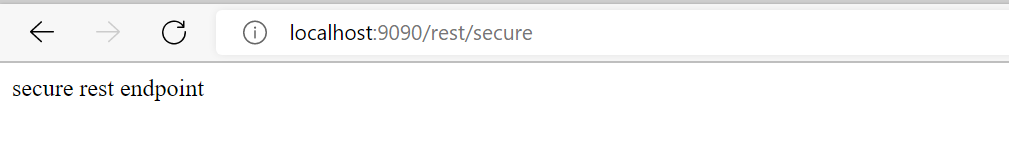 localhost:9090/rest/secure
secure rest endpoint